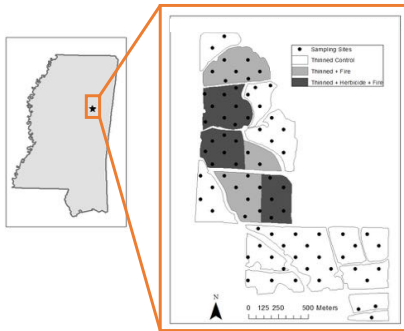 Sampling Sites
Thinned Control
Thinned + Fire
Thinned + Herbicide + Fire
N
0 125 250 500 Meters